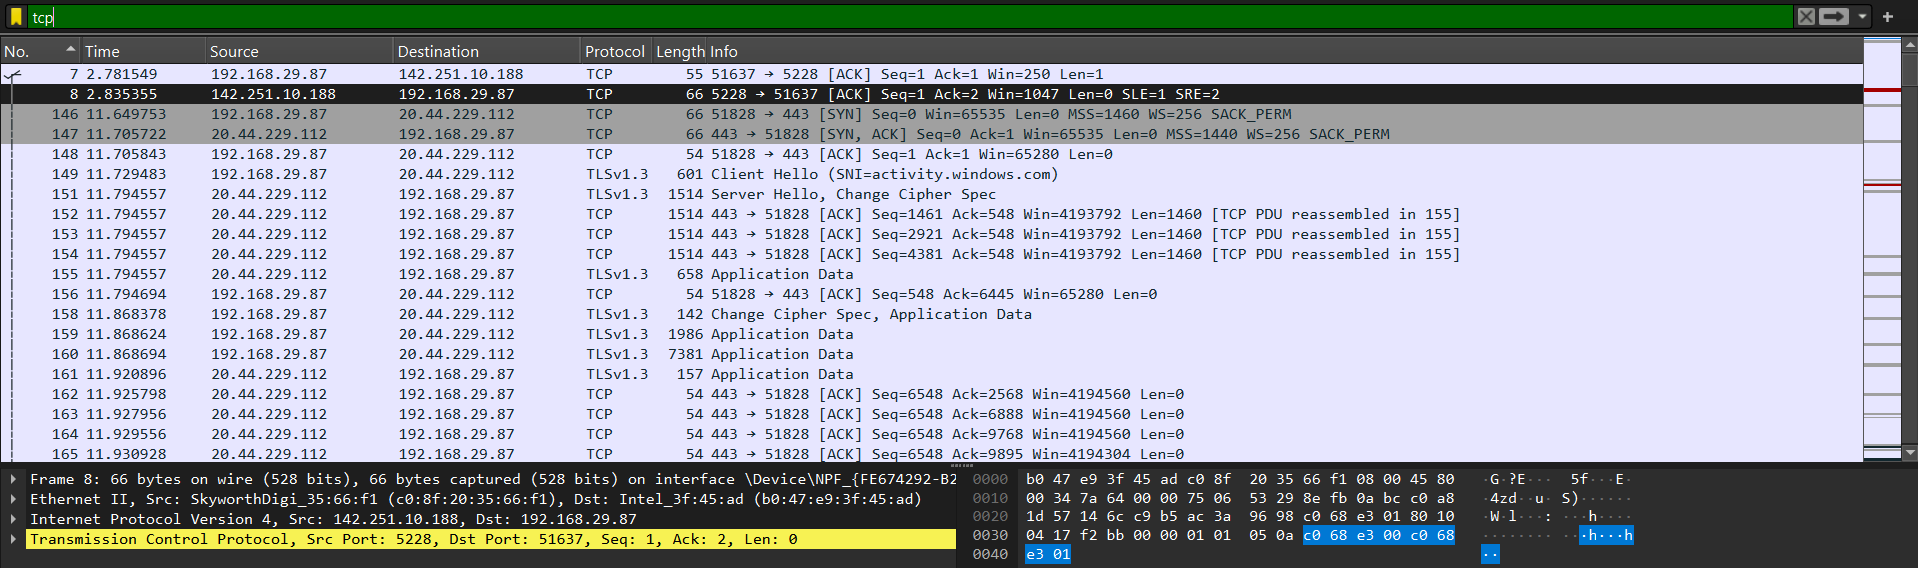 tcp
No. Time Source Destination Protocol Length Info
7 2.781549 192.168.29.87 142.251.10.188 TCP 55 51637 → 5228 [ACK] Seq=1 Ack=1 Win=250 Len=1
8 2.835355 142.251.10.188 192.168.29.87 TCP 66 5228 → 51637 [ACK] Seq=1 Ack=2 Win=1047 Len=0 SLE=1 SRE=2
146 11.649753 192.168.29.87 20.44.229.112 TCP 66 51828 → 443 [SYN] Seq=0 Win=65535 Len=0 MSS=1460 WS=256 SACK_PERM
147 11.705722 20.44.229.112 192.168.29.87 TCP 66 443 → 51828 [SYN, ACK] Seq=0 Ack=1 Win=65535 Len=0 MSS=1440 WS=256 SACK_PERM
148 11.705843 192.168.29.87 20.44.229.112 TCP 54 51828 → 443 [ACK] Seq=1 Ack=1 Win=65280 Len=0
149 11.729483 192.168.29.87 20.44.229.112 TLSv1.3 601 Client Hello (SNI=activity.windows.com)
151 11.794557 20.44.229.112 192.168.29.87 TLSv1.3 1514 Server Hello, Change Cipher Spec
152 11.794557 20.44.229.112 192.168.29.87 TCP 1514 443 → 51828 [ACK] Seq=1461 Ack=548 Win=4193792 Len=1460 [TCP PDU reassembled in 155]
153 11.794557 20.44.229.112 192.168.29.87 TCP 1514 443 → 51828 [ACK] Seq=2921 Ack=548 Win=4193792 Len=1460 [TCP PDU reassembled in 155]
154 11.794557 20.44.229.112 192.168.29.87 TCP 1514 443 → 51828 [ACK] Seq=4381 Ack=548 Win=4193792 Len=1460 [TCP PDU reassembled in 155]
155 11.794557 20.44.229.112 192.168.29.87 TLSv1.3 658 Application Data
156 11.794694 192.168.29.87 20.44.229.112 TCP 54 51828 → 443 [ACK] Seq=548 Ack=6445 Win=65280 Len=0
158 11.868378 192.168.29.87 20.44.229.112 TLSv1.3 142 Change Cipher Spec, Application Data
159 11.868624 192.168.29.87 20.44.229.112 TLSv1.3 1986 Application Data
160 11.868694 192.168.29.87 20.44.229.112 TLSv1.3 7381 Application Data
161 11.920896 20.44.229.112 192.168.29.87 TLSv1.3 157 Application Data
162 11.925798 20.44.229.112 192.168.29.87 TCP 54 443 → 51828 [ACK] Seq=6548 Ack=2568 Win=4194560 Len=0
163 11.927956 20.44.229.112 192.168.29.87 TCP 54 443 → 51828 [ACK] Seq=6548 Ack=6888 Win=4194560 Len=0
164 11.929556 20.44.229.112 192.168.29.87 TCP 54 443 → 51828 [ACK] Seq=6548 Ack=9768 Win=4194560 Len=0
165 11.930928 20.44.229.112 192.168.29.87 TCP 54 443 → 51828 [ACK] Seq=6548 Ack=9895 Win=4194304 Len=0
Frame 8: 66 bytes on wire (528 bits), 66 bytes captured (528 bits) on interface \Device\NPF_{FE674292-B2
Ethernet II, Src: SkyworthDigi_35:66:f1 (c0:8f:20:35:66:f1), Dst: Intel_3f:45:ad (b0:47:e9:3f:45:ad)
Internet Protocol Version 4, Src: 142.251.10.188, Dst: 192.168.29.87
Transmission Control Protocol, Src Port: 5228, Dst Port: 51637, Seq: 1, Ack: 2, Len: 0
0000 b0 47 e9 3f 45 ad c0 8f 20 35 66 f1 08 00 45 80 ·G·?E··· 5f···E·
0010 00 34 7a 64 00 00 75 06 53 29 8e fb 0a bc c0 a8 ·4zd··u·S)······
0020 1d 57 14 6c c9 b5 ac 3a 96 98 c0 68 e3 01 80 10 ·W·l···:···h····
0030 04 17 f2 bb 00 00 01 01 05 0a c0 68 e3 00 c0 68 ········ ···h···h
0040 e3 01 ··